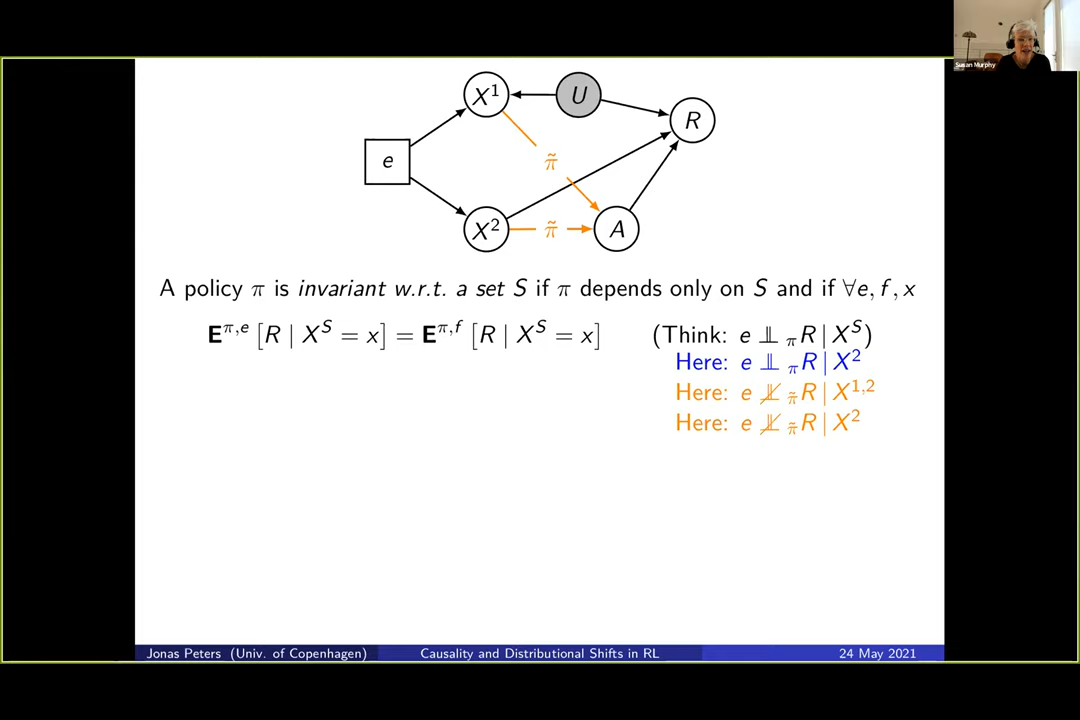 Susan Murphy
X¹ U R
e
π̃
X² π̃ A
A policy π is invariant w.r.t. a set S if π depends only on S and if ∀e, f, x
𝐄^{π,e} [R | X^S = x] = 𝐄^{π,f} [R | X^S = x] (Think: e ⫫_π R | X^S)
Here: e ⫫_π R | X²
Here: e ⫫̸_π̃ R | X^{1,2}
Here: e ⫫̸_π̃ R | X²
Jonas Peters (Univ. of Copenhagen) Causality and Distributional Shifts in RL 24 May 2021